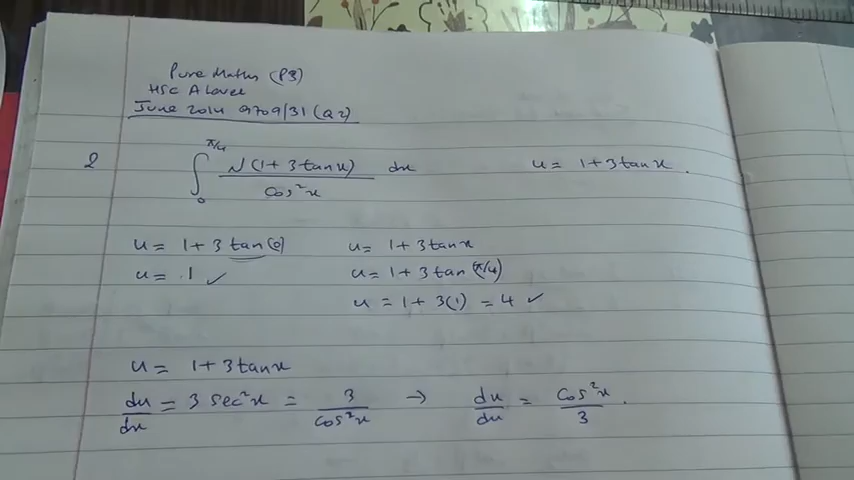 Pure Maths (P3)
HSC A Level
June 2014 9709/31 (Q2)
2 ∫₀^π/4 √(1+3tanx) / cos²x dx u = 1+3tanx.
u = 1+3 tan(0) u = 1+3tanx
u = 1 ✓ u = 1+3tan(π/4)
u = 1+3(1) = 4 ✓
u = 1+3tanx
du/dx = 3 sec²x = 3/cos²x → dx/du = cos²x/3.